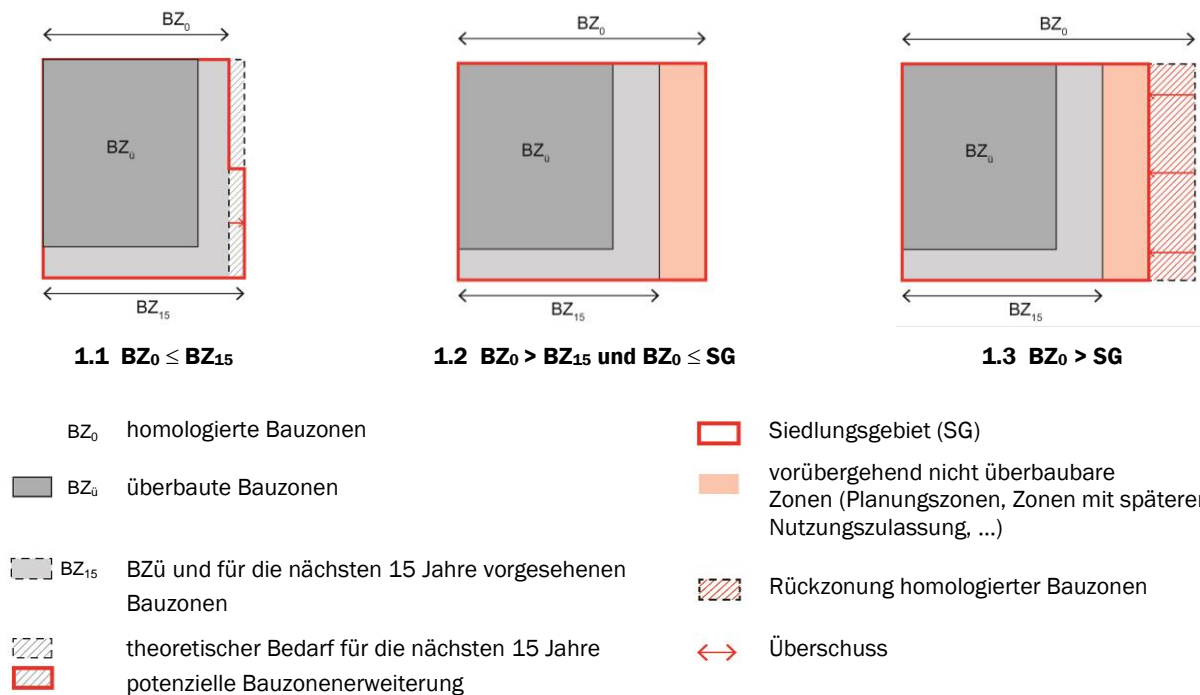 BZ₀
BZ₀
BZ₀
BZü
BZü
BZü
BZ₁₅
BZ₁₅
BZ₁₅
1.1 BZ₀ ≤ BZ₁₅
1.2 BZ₀ > BZ₁₅ und BZ₀ ≤ SG
1.3 BZ₀ > SG
BZ₀ homologierte Bauzonen
BZü überbaute Bauzonen
BZ₁₅ BZü und für die nächsten 15 Jahre vorgesehenen
Bauzonen
theoretischer Bedarf für die nächsten 15 Jahre
potenzielle Bauzonenerweiterung
Siedlungsgebiet (SG)
vorübergehend nicht überbaubare
Zonen (Planungszonen, Zonen mit späterer
Nutzungszulassung, ...)
Rückzonung homologierter Bauzonen
Überschuss